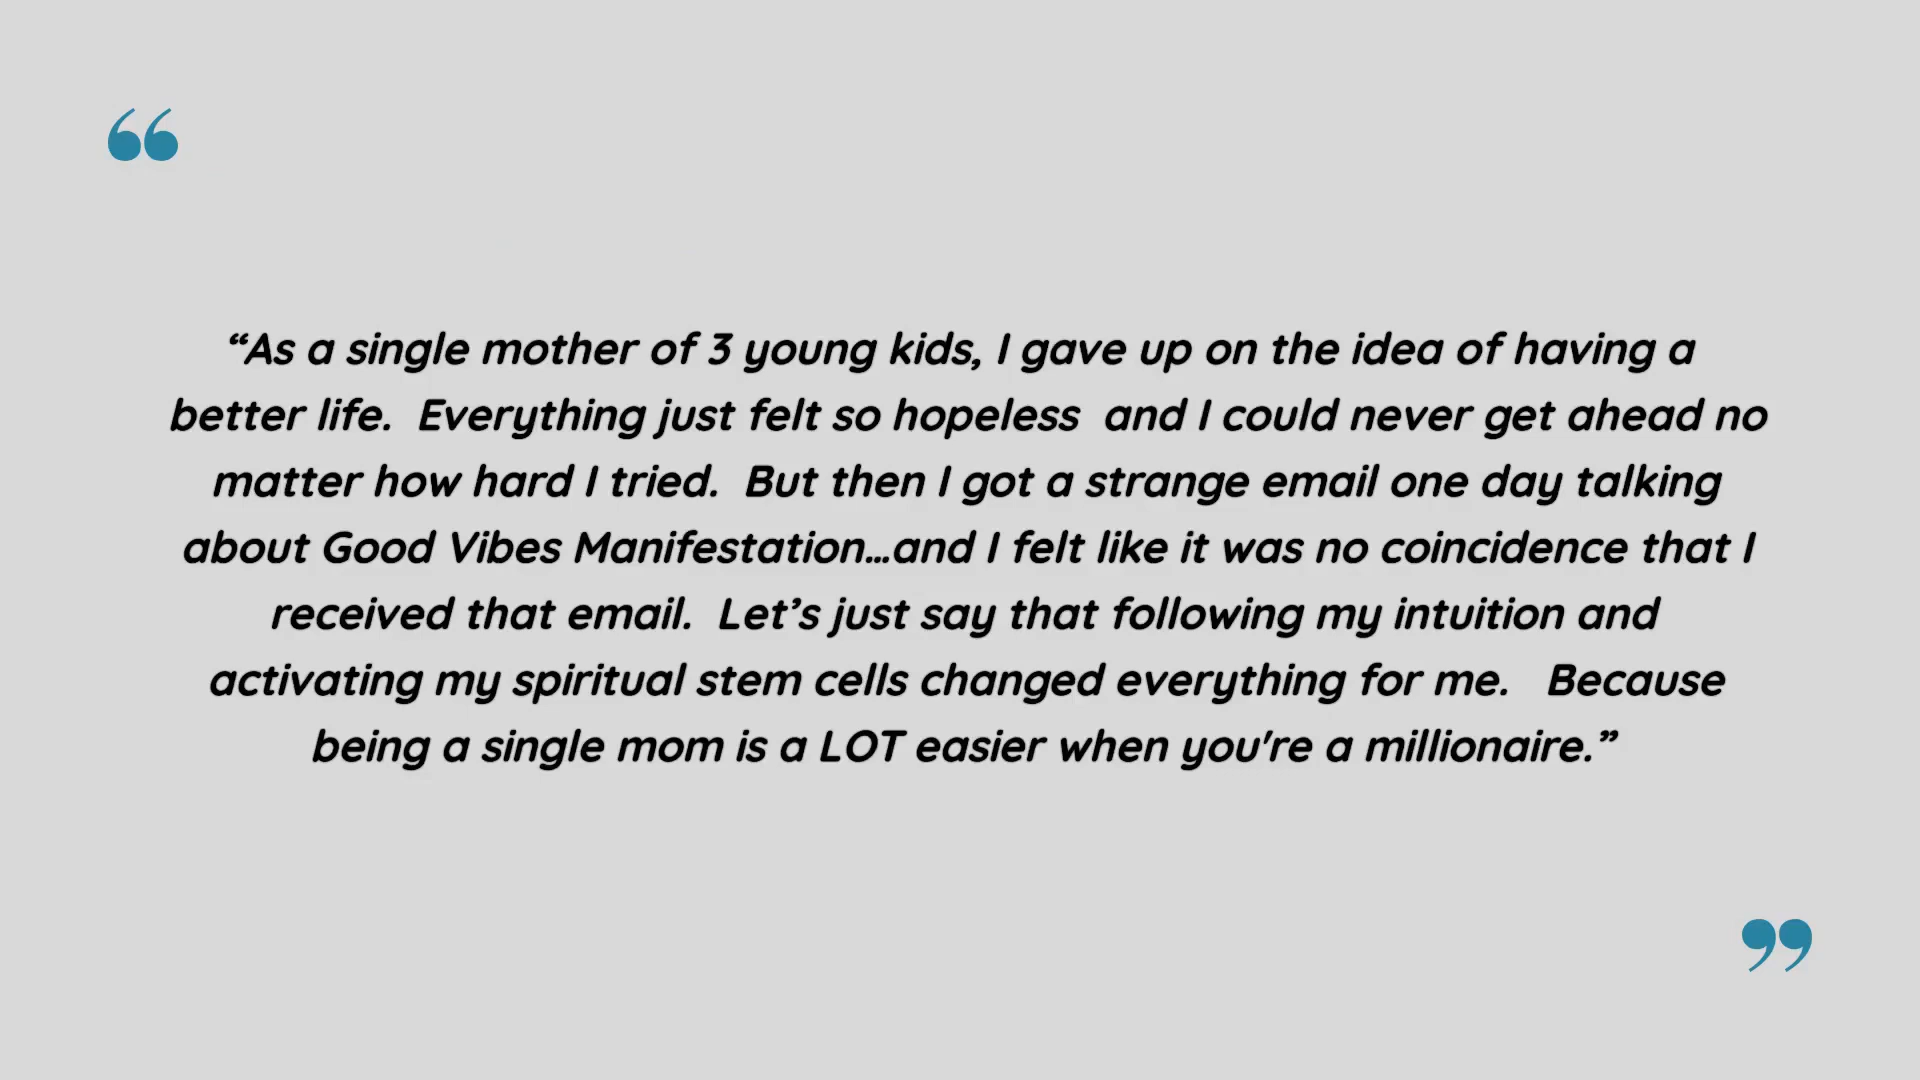 “
“As a single mother of 3 young kids, I gave up on the idea of having a
better life.  Everything just felt so hopeless  and I could never get ahead no
matter how hard I tried.  But then I got a strange email one day talking
about Good Vibes Manifestation...and I felt like it was no coincidence that I
received that email.  Let’s just say that following my intuition and
activating my spiritual stem cells changed everything for me.   Because
being a single mom is a LOT easier when you're a millionaire.”
”